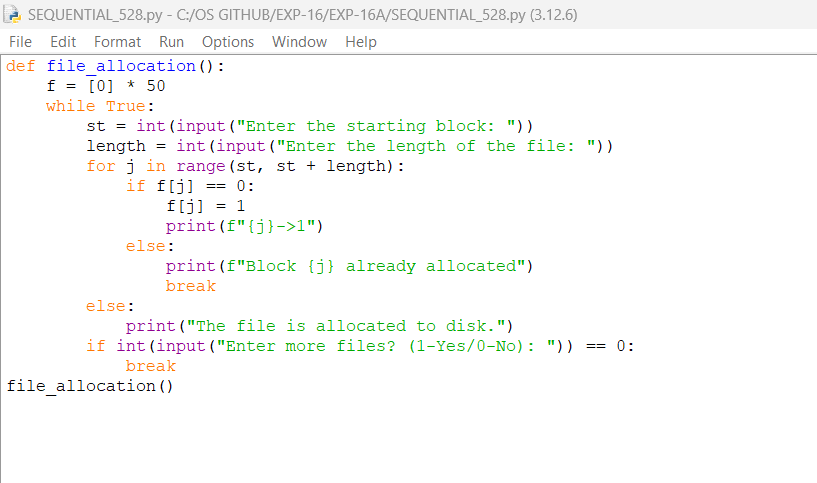 SEQUENTIAL_528.py - C:/OS GITHUB/EXP-16/EXP-16A/SEQUENTIAL_528.py (3.12.6)
File Edit Format Run Options Window Help
def file_allocation():
    f = [0] * 50
    while True:
        st = int(input("Enter the starting block: "))
        length = int(input("Enter the length of the file: "))
        for j in range(st, st + length):
            if f[j] == 0:
                f[j] = 1
                print(f"{j}->1")
            else:
                print(f"Block {j} already allocated")
                break
        else:
            print("The file is allocated to disk.")
        if int(input("Enter more files? (1-Yes/0-No): ")) == 0:
            break
file_allocation()